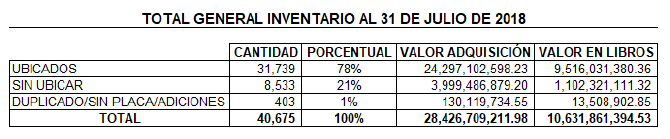 TOTAL GENERAL INVENTARIO AL 31 DE JULIO DE 2018
CANTIDAD PORCENTUAL VALOR ADQUISICIÓN VALOR EN LIBROS
UBICADOS 31,739 78% 24,297,102,598.23 9,516,031,380.36
SIN UBICAR 8,533 21% 3,999,486,879.20 1,102,321,111.32
DUPLICADO/SIN PLACA/ADICIONES 403 1% 130,119,734.55 13,508,902.85
TOTAL 40,675 100% 28,426,709,211.98 10,631,861,394.53